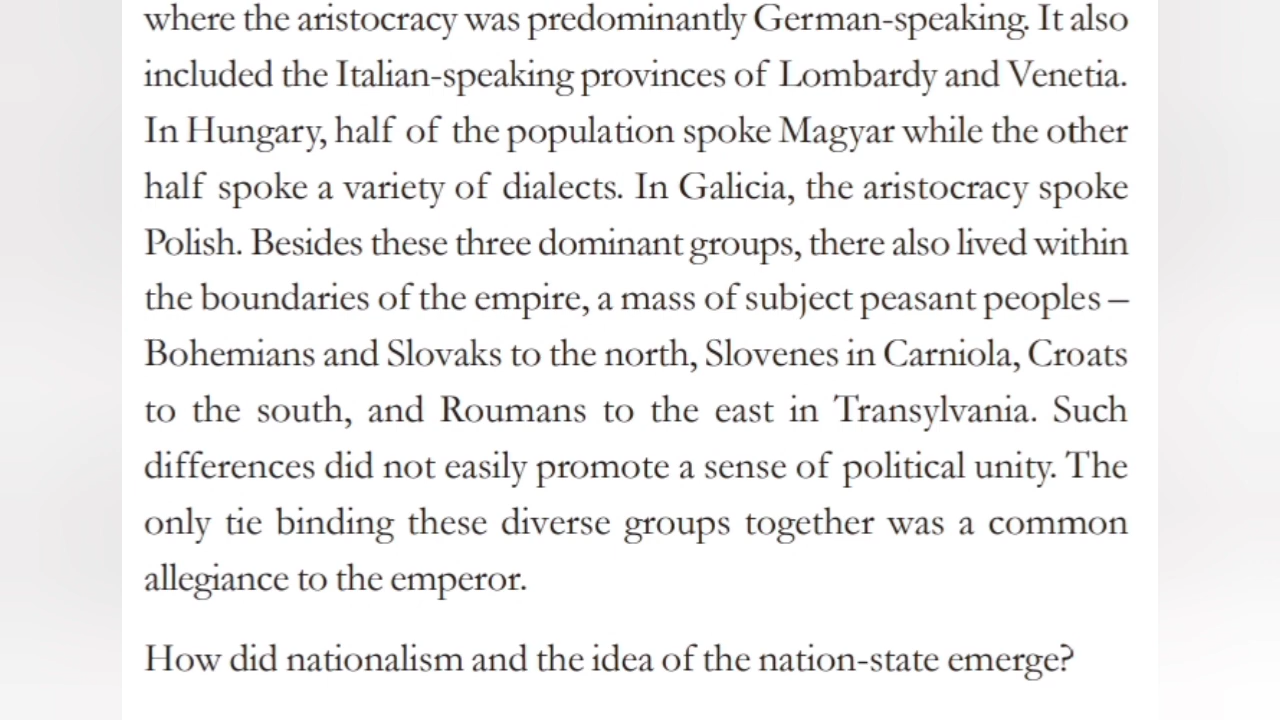 where the aristocracy was predominantly German-speaking. It also
included the Italian-speaking provinces of Lombardy and Venetia.
In Hungary, half of the population spoke Magyar while the other
half spoke a variety of dialects. In Galicia, the aristocracy spoke
Polish. Besides these three dominant groups, there also lived within
the boundaries of the empire, a mass of subject peasant peoples –
Bohemians and Slovaks to the north, Slovenes in Carniola, Croats
to the south, and Roumans to the east in Transylvania. Such
differences did not easily promote a sense of political unity. The
only tie binding these diverse groups together was a common
allegiance to the emperor.
How did nationalism and the idea of the nation-state emerge?